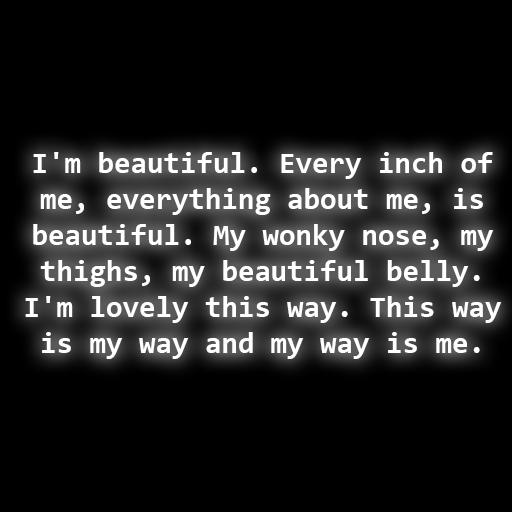 I'm beautiful. Every inch of
me, everything about me, is
beautiful. My wonky nose, my
thighs, my beautiful belly.
I'm lovely this way. This way
is my way and my way is me.